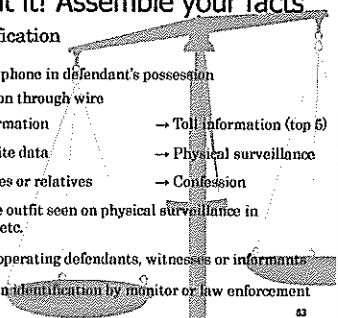 it! Assemble your facts
fication
phone in defendant's possession
on through wire
rmation → Toll information (top 5)
ite data → Physical surveillance
es or relatives → Confession
e outfit seen on physical surveillance in
etc.
operating defendants, witnesses or informants
n identification by monitor or law enforcement
53